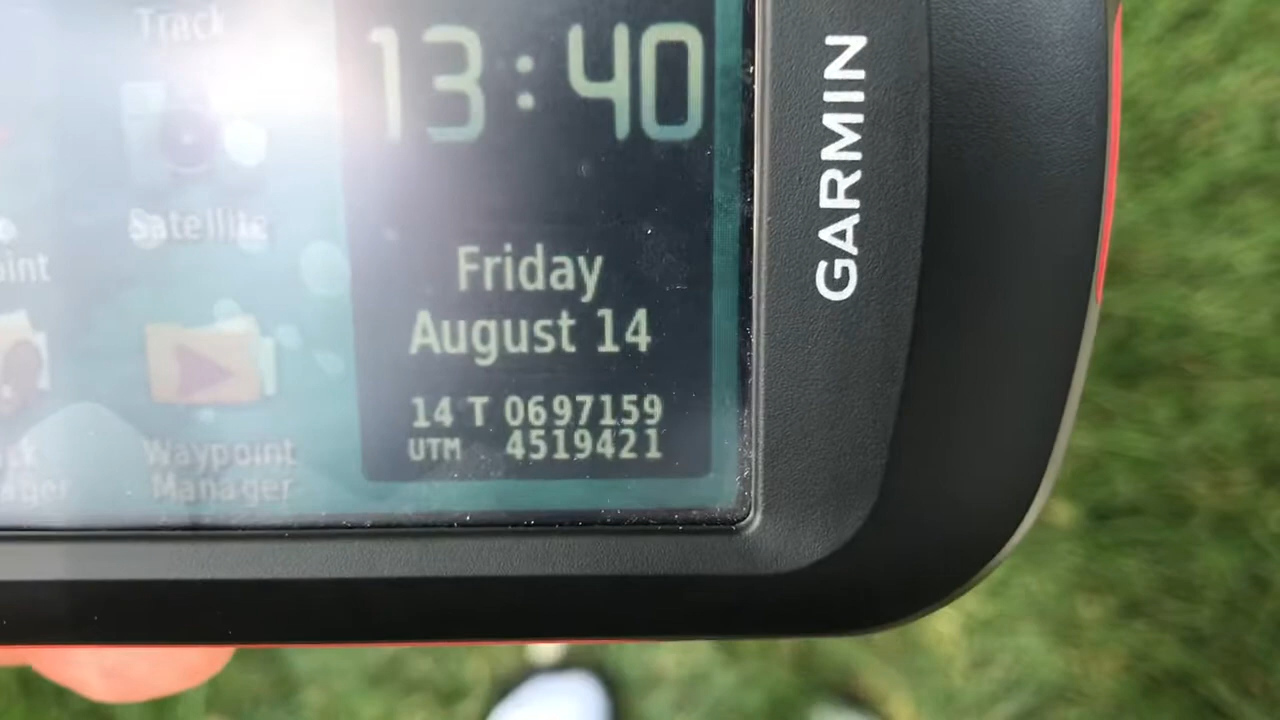 Track
13:40
GARMIN
Satellite
Friday
August 14
14 T 0697159
UTM 4519421
Waypoint
Manager